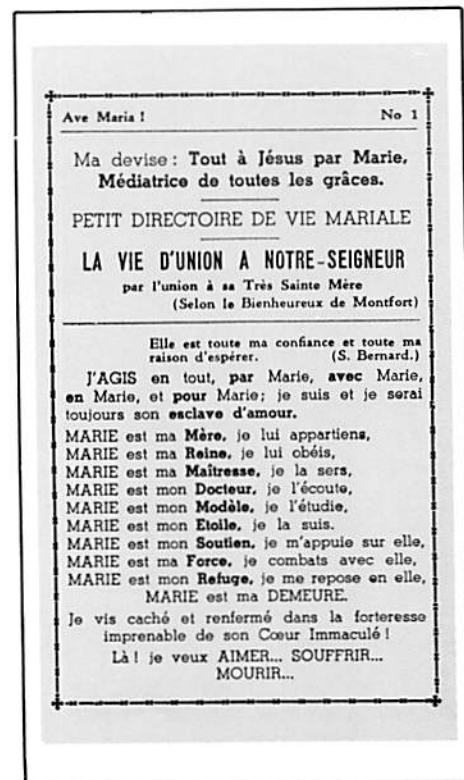 Ave Maria ! No 1
Ma devise : Tout à Jésus par Marie,
Médiatrice de toutes les grâces.
PETIT DIRECTOIRE DE VIE MARIALE
LA VIE D'UNION A NOTRE-SEIGNEUR
par l'union à sa Très Sainte Mère
(Selon le Bienheureux de Montfort)
Elle est toute ma confiance et toute ma
raison d'espérer. (S. Bernard.)
J'AGIS en tout, par Marie, avec Marie,
en Marie, et pour Marie; je suis et je serai
toujours son esclave d'amour.
MARIE est ma Mère, je lui appartiens,
MARIE est ma Reine, je lui obéis,
MARIE est ma Maîtresse, je la sers,
MARIE est mon Docteur, je l'écoute,
MARIE est mon Modèle, je l'étudie,
MARIE est mon Etoile, je la suis.
MARIE est mon Soutien, je m'appuie sur elle,
MARIE est ma Force, je combats avec elle,
MARIE est mon Refuge, je me repose en elle,
MARIE est ma DEMEURE.
Je vis caché et renfermé dans la forteresse
imprenable de son Cœur Immaculé !
Là ! je veux AIMER... SOUFFRIR...
MOURIR...